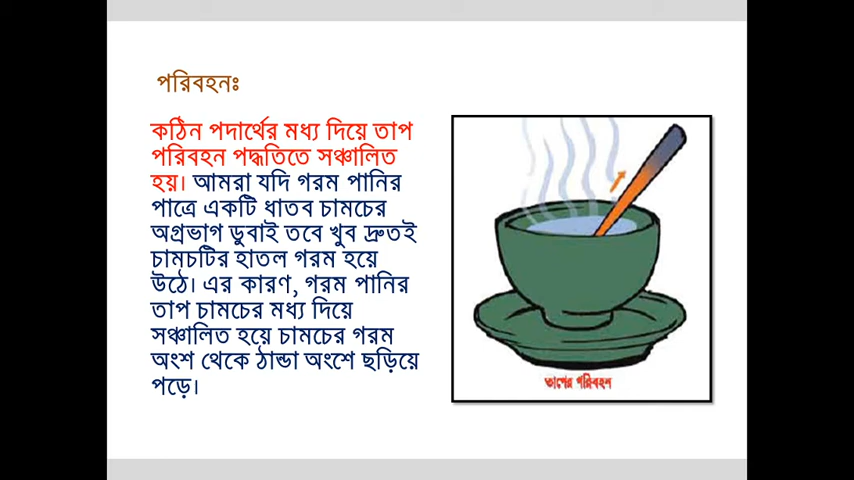 পরিবহনঃ
কঠিন পদার্থের মধ্য দিয়ে তাপ
পরিবহন পদ্ধতিতে সঞ্চালিত
হয়। আমরা যদি গরম পানির
পাত্রে একটি ধাতব চামচের
অগ্রভাগ ডুবাই তবে খুব দ্রুতই
চামচটির হাতল গরম হয়ে
উঠে। এর কারণ, গরম পানির
তাপ চামচের মধ্য দিয়ে
সঞ্চালিত হয়ে চামচের গরম
অংশ থেকে ঠান্ডা অংশে ছড়িয়ে
পড়ে।
তাপের পরিবহন